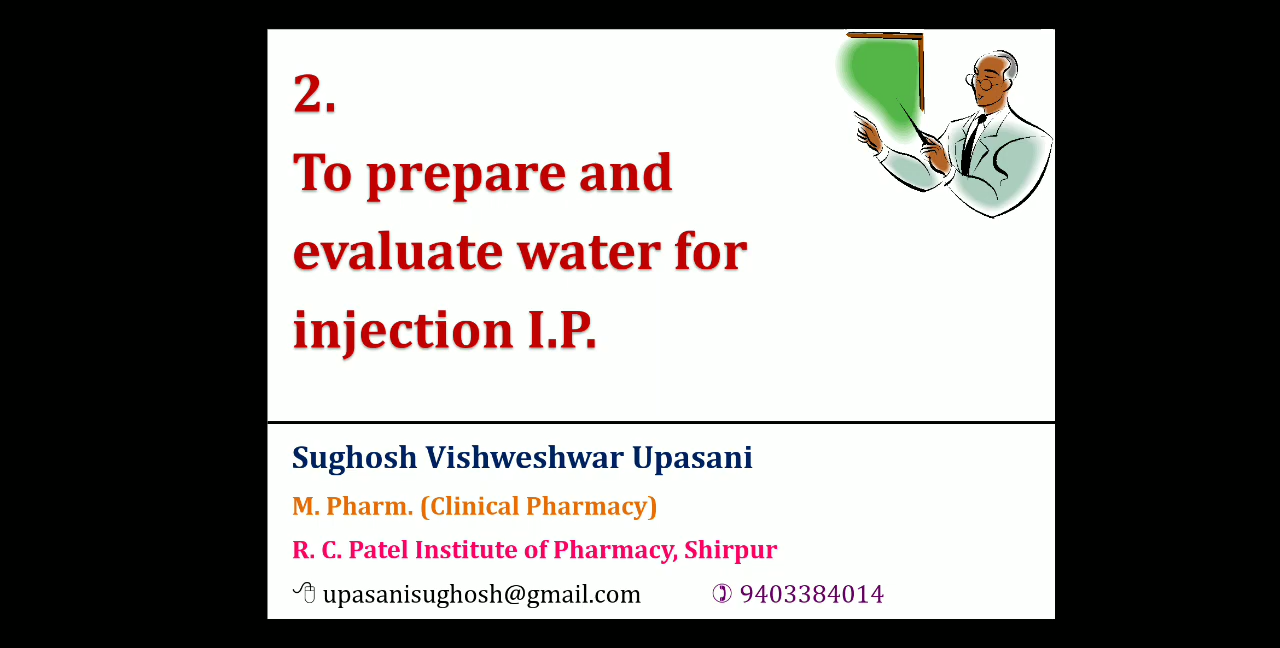 2.
To prepare and
evaluate water for
injection I.P.
Sughosh Vishweshwar Upasani
M. Pharm. (Clinical Pharmacy)
R. C. Patel Institute of Pharmacy, Shirpur
upasanisughosh@gmail.com 9403384014